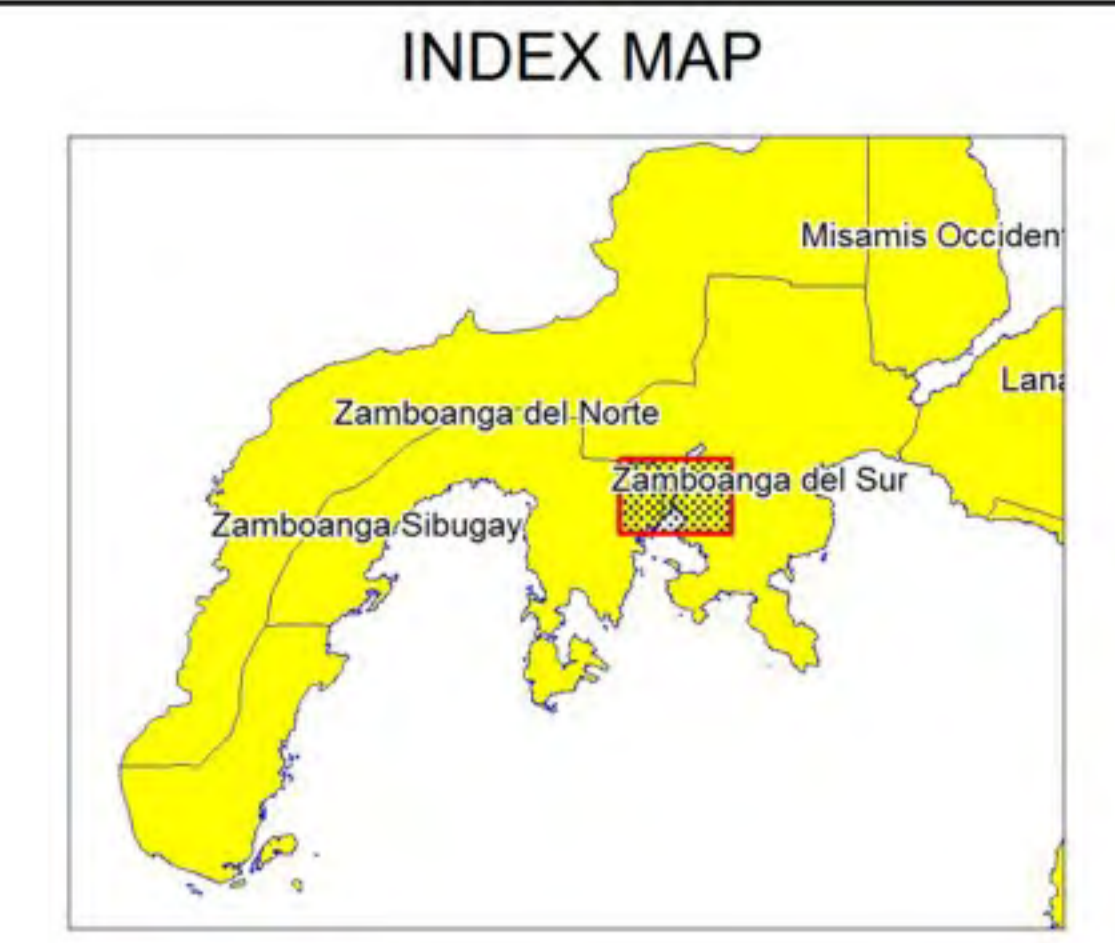 INDEX MAP
Misamis Occiden
Lana
Zamboanga del Norte
Zamboanga del Sur
Zamboanga Sibugay